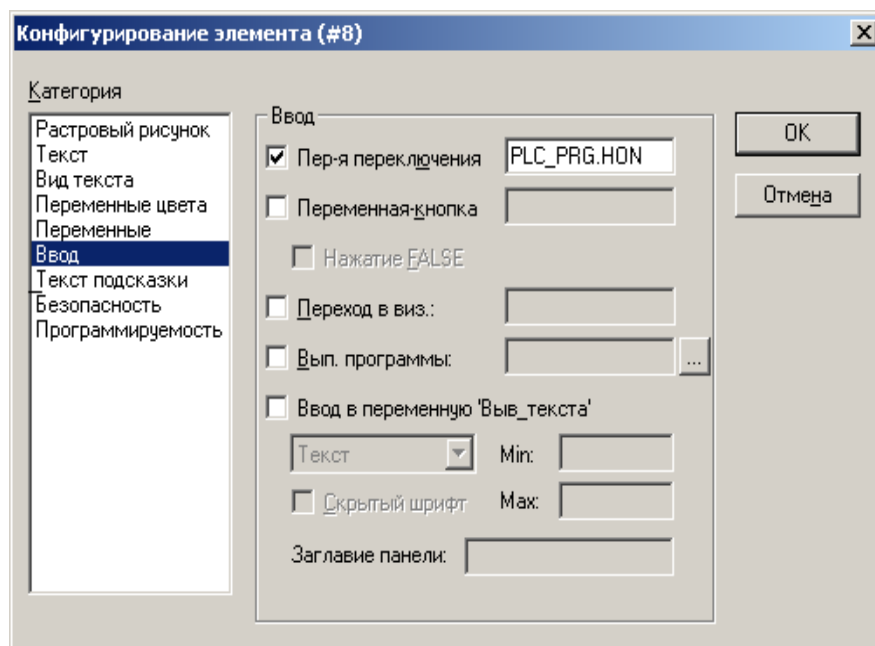 Конфигурирование элемента (#8)
Категория
Растровый рисунок
Текст
Вид текста
Переменные цвета
Переменные
Ввод
Текст подсказки
Безопасность
Программируемость
Ввод
Пер-я переключения PLC_PRG.HON
Переменная-кнопка
Нажатие FALSE
Переход в виз.:
Вып. программы: ...
Ввод в переменную 'Выв_текста'
Текст Min:
Скрытый шрифт Max:
Заглавие панели:
OK
Отмена